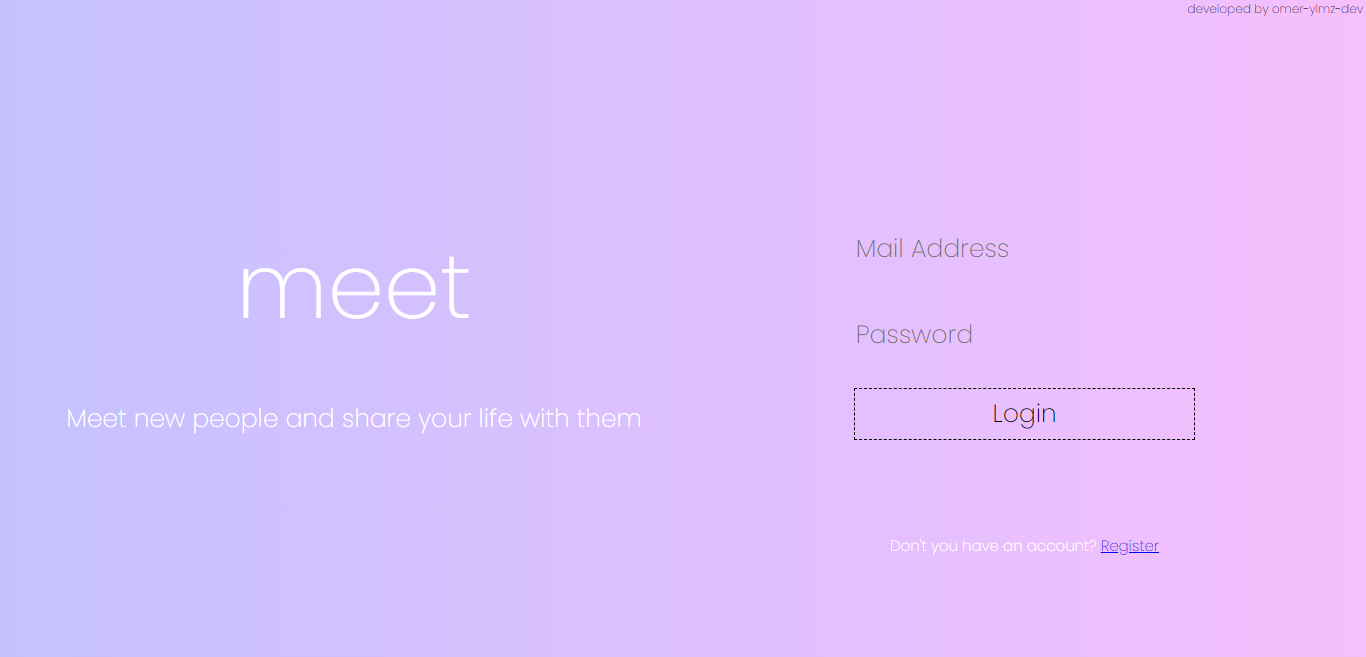 developed by omer-ylmz-dev
meet
Meet new people and share your life with them
Mail Address
Password
Login
Don't you have an account? Register